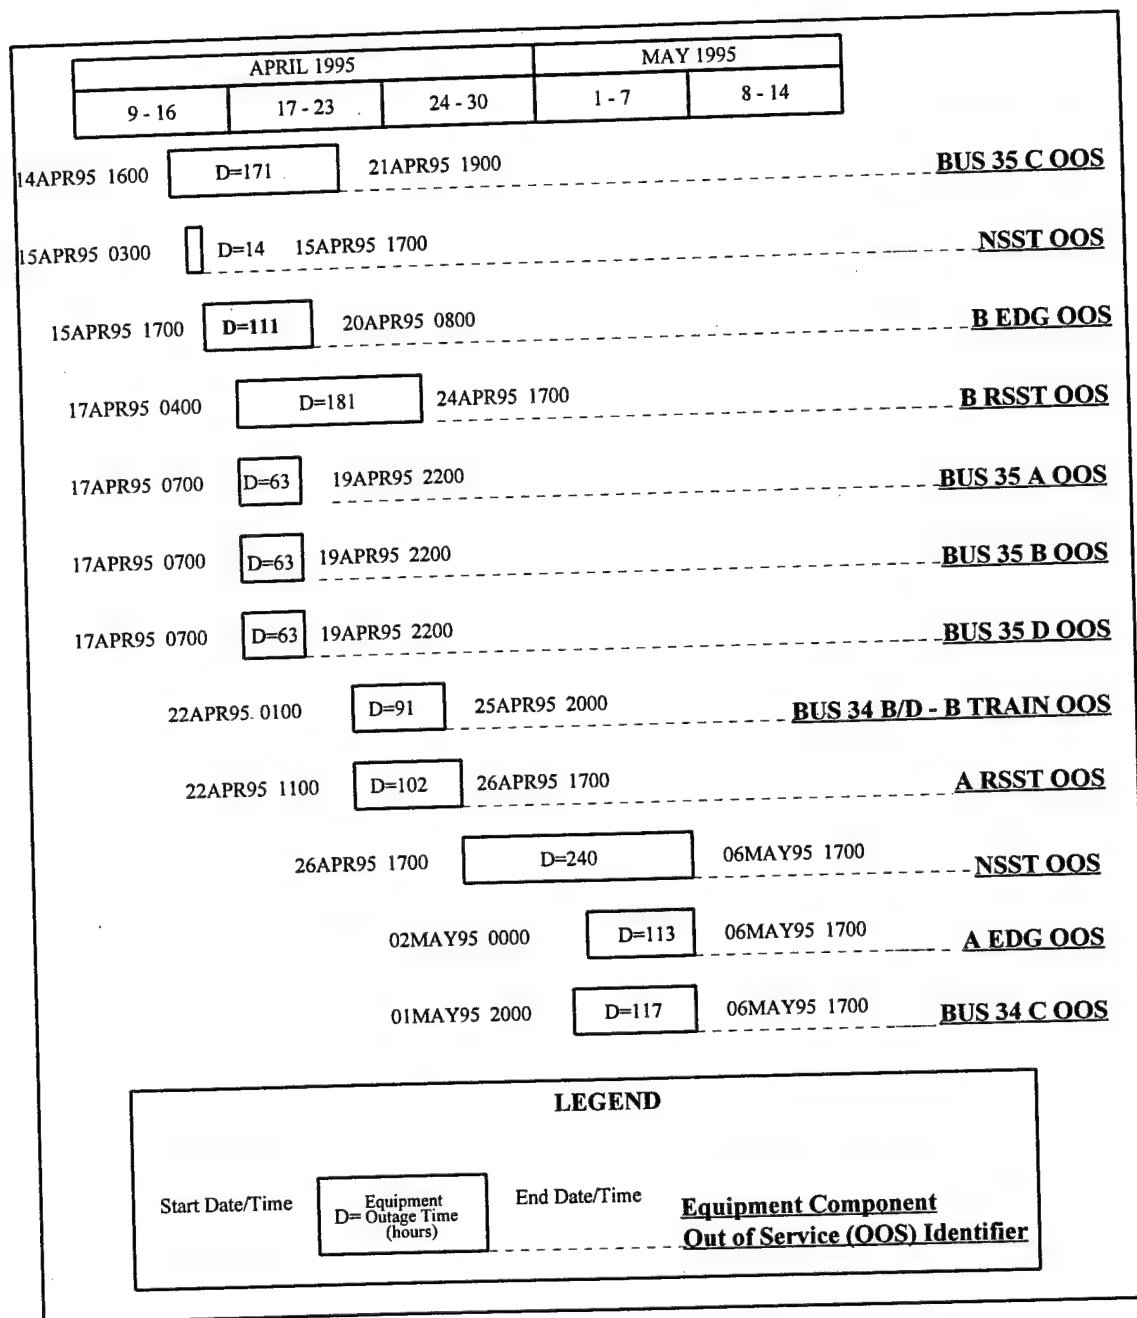 APRIL 1995 MAY 1995
9 - 16 17 - 23 24 - 30 1 - 7 8 - 14
14APR95 1600 D=171 21APR95 1900 BUS 35 C OOS
15APR95 0300 D=14 15APR95 1700 NSST OOS
15APR95 1700 D=111 20APR95 0800 B EDG OOS
17APR95 0400 D=181 24APR95 1700 B RSST OOS
17APR95 0700 D=63 19APR95 2200 BUS 35 A OOS
17APR95 0700 D=63 19APR95 2200 BUS 35 B OOS
17APR95 0700 D=63 19APR95 2200 BUS 35 D OOS
22APR95 0100 D=91 25APR95 2000 BUS 34 B/D - B TRAIN OOS
22APR95 1100 D=102 26APR95 1700 A RSST OOS
26APR95 1700 D=240 06MAY95 1700 NSST OOS
02MAY95 0000 D=113 06MAY95 1700 A EDG OOS
01MAY95 2000 D=117 06MAY95 1700 BUS 34 C OOS
LEGEND
Start Date/Time
D= Equipment
Outage Time
(hours)
End Date/Time
Equipment Component
Out of Service (OOS) Identifier